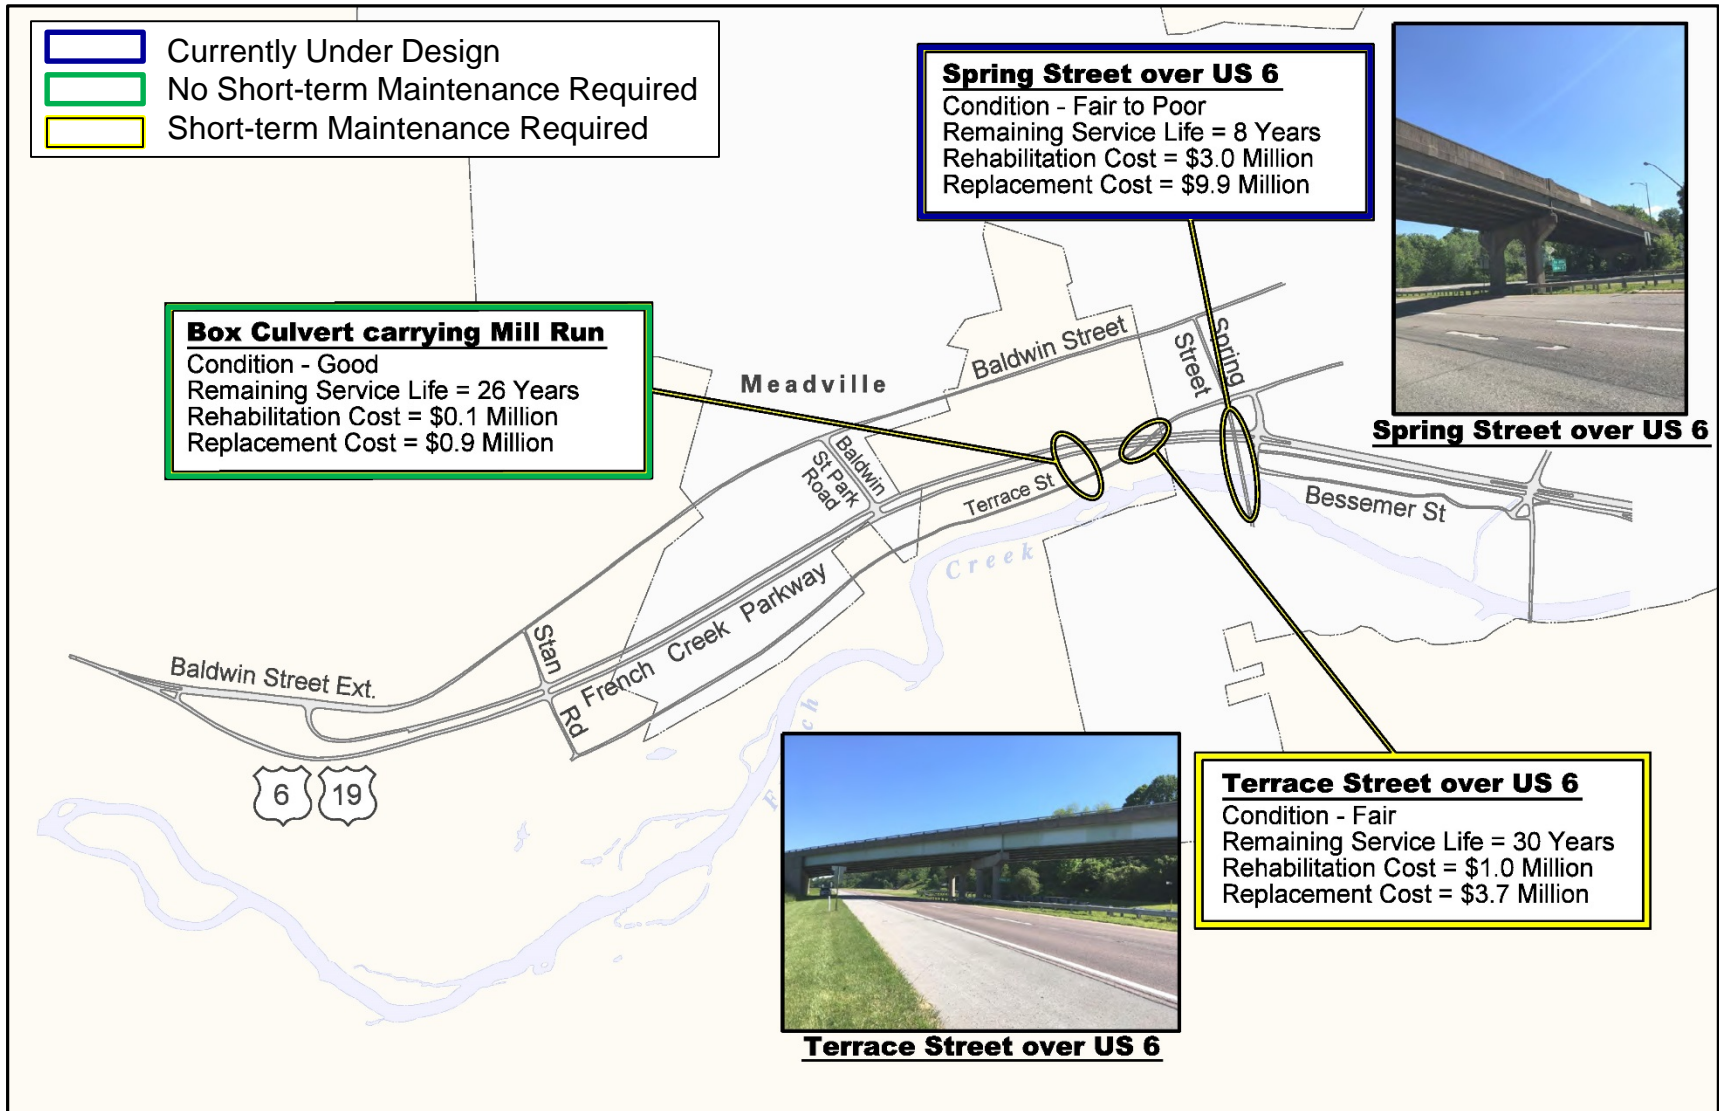 Currently Under Design
No Short-term Maintenance Required
Short-term Maintenance Required
Spring Street over US 6
Condition - Fair to Poor
Remaining Service Life = 8 Years
Rehabilitation Cost = $3.0 Million
Replacement Cost = $9.9 Million
Spring Street over US 6
Box Culvert carrying Mill Run
Condition - Good
Remaining Service Life = 26 Years
Rehabilitation Cost = $0.1 Million
Replacement Cost = $0.9 Million
Meadville
Baldwin Street
Spring
Street
Baldwin
St Park
Road
Terrace St
Bessemer St
Creek
French Creek Parkway
Stan
Rd
Baldwin Street Ext.
6
19
French
Terrace Street over US 6
Condition - Fair
Remaining Service Life = 30 Years
Rehabilitation Cost = $1.0 Million
Replacement Cost = $3.7 Million
Terrace Street over US 6